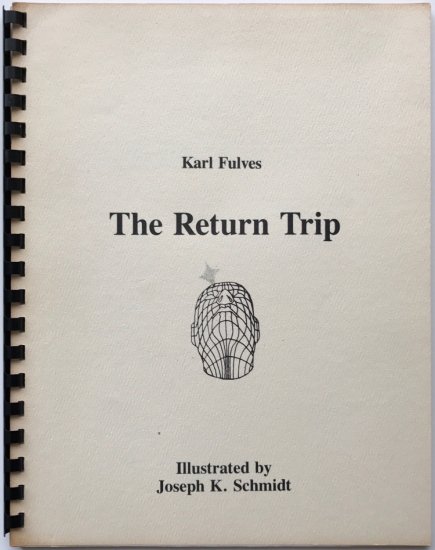 Karl Fulves
The Return Trip
Illustrated by
Joseph K. Schmidt